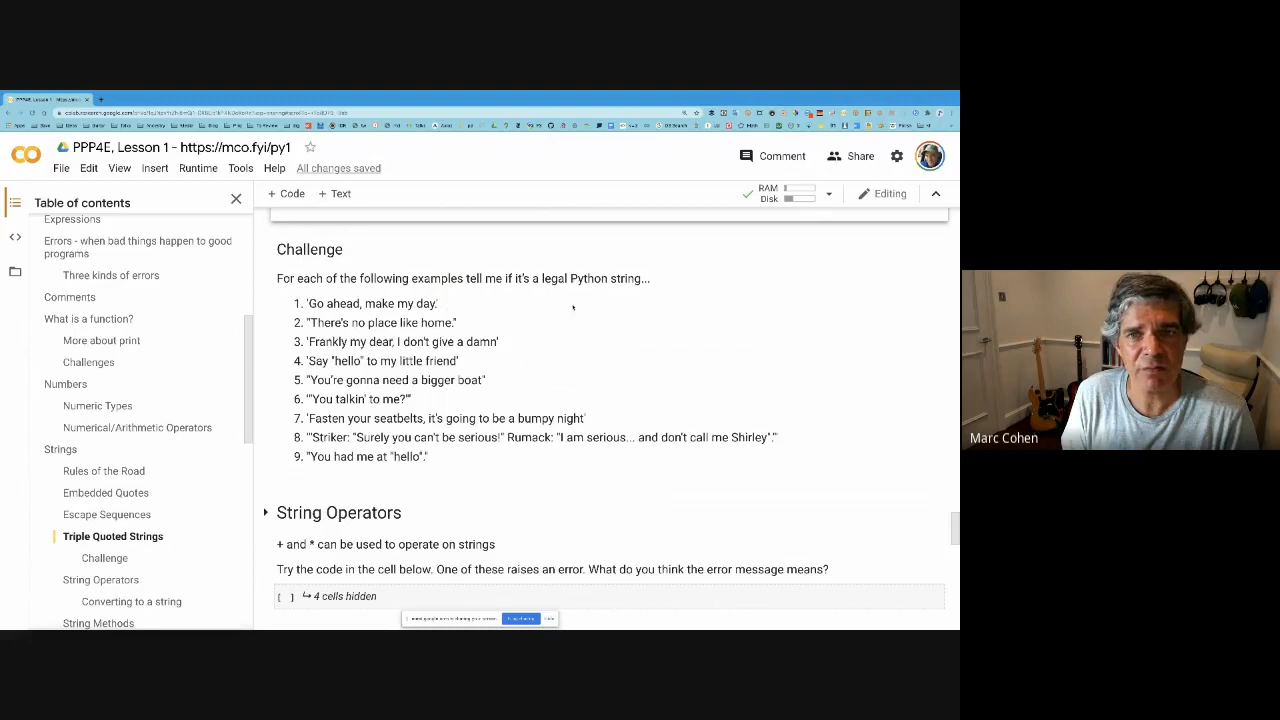 PPP4E, Lesson 1 - https://mco.fyi/py1
File Edit View Insert Runtime Tools Help All changes saved
Comment
Share
+ Code + Text
RAM
Disk
Editing
Table of contents
Expressions
Errors - when bad things happen to good
programs
Three kinds of errors
Comments
What is a function?
More about print
Challenges
Numbers
Numeric Types
Numerical/Arithmetic Operators
Strings
Rules of the Road
Embedded Quotes
Escape Sequences
Triple Quoted Strings
Challenge
String Operators
Converting to a string
String Methods
Challenge
For each of the following examples tell me if it's a legal Python string...
1. 'Go ahead, make my day.'
2. "There's no place like home."
3. 'Frankly my dear, I don't give a damn'
4. 'Say "hello" to my little friend'
5. "You're gonna need a bigger boat"
6. '"You talkin' to me?"'
7. 'Fasten your seatbelts, it's going to be a bumpy night'
8. '"Striker: "Surely you can't be serious!" Rumack: "I am serious... and don't call me Shirley"."'
9. "You had me at "hello"."
String Operators
+ and * can be used to operate on strings
Try the code in the cell below. One of these raises an error. What do you think the error message means?
[ ] ↳ 4 cells hidden
Marc Cohen